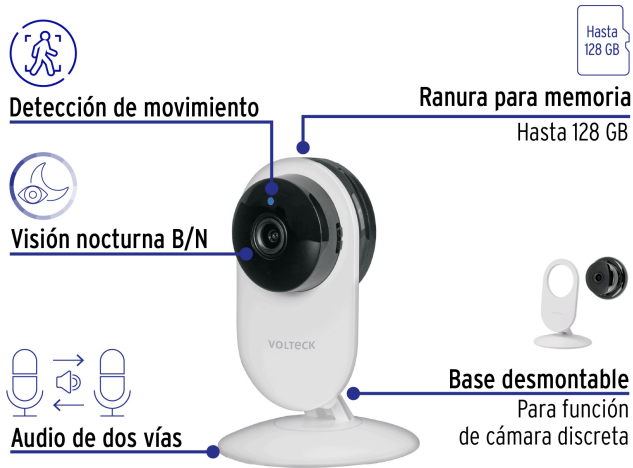 Hasta
128 GB
Detección de movimiento
Ranura para memoria
Hasta 128 GB
Visión nocturna B/N
VOLTECK
Base desmontable
Para función
de cámara discreta
Audio de dos vías